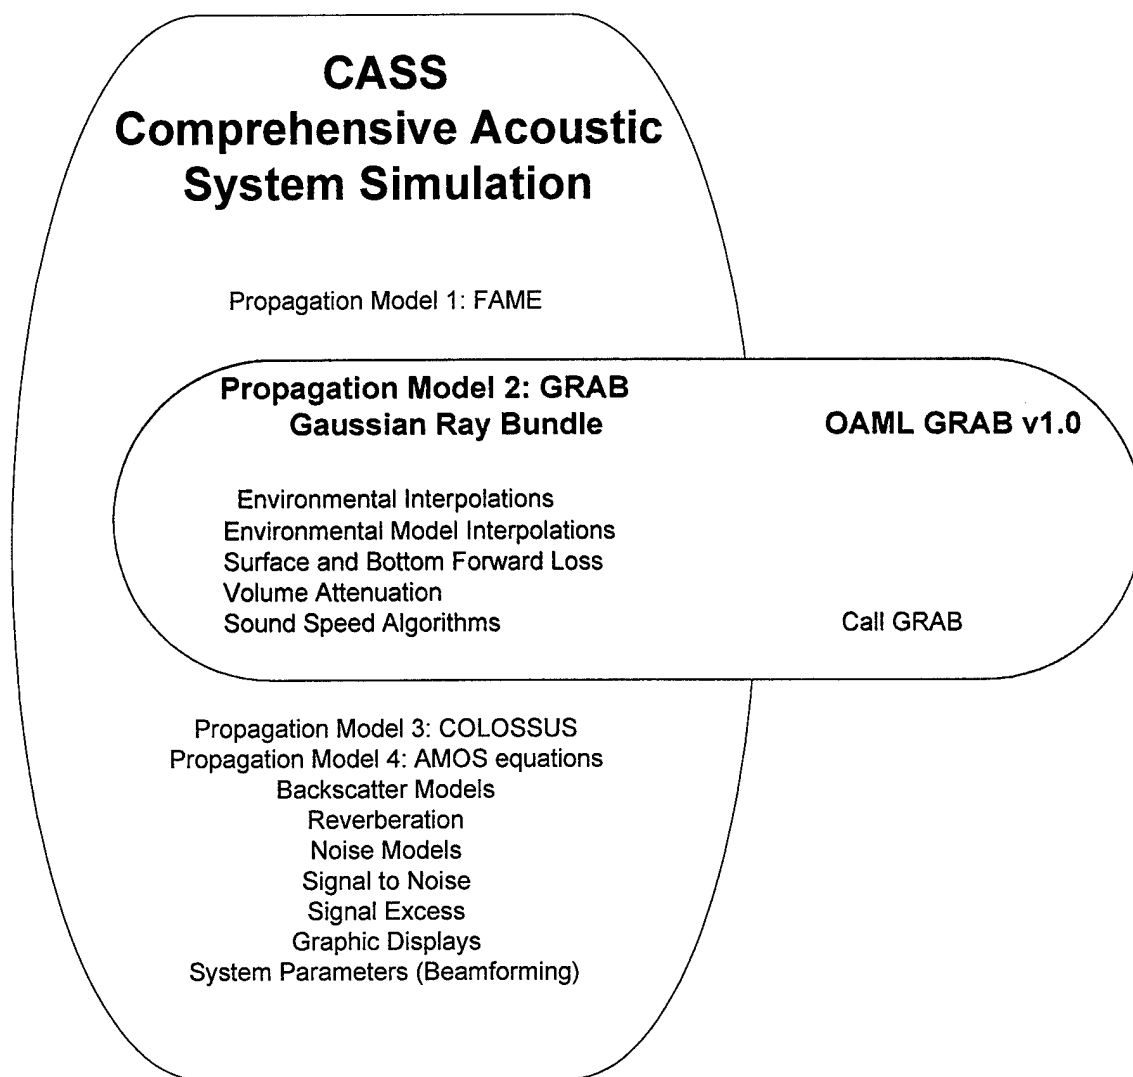 CASS
Comprehensive Acoustic
System Simulation
Propagation Model 1: FAME
Propagation Model 2: GRAB
Gaussian Ray Bundle
OAML GRAB v1.0
Environmental Interpolations
Environmental Model Interpolations
Surface and Bottom Forward Loss
Volume Attenuation
Sound Speed Algorithms
Call GRAB
Propagation Model 3: COLOSSUS
Propagation Model 4: AMOS equations
Backscatter Models
Reverberation
Noise Models
Signal to Noise
Signal Excess
Graphic Displays
System Parameters (Beamforming)